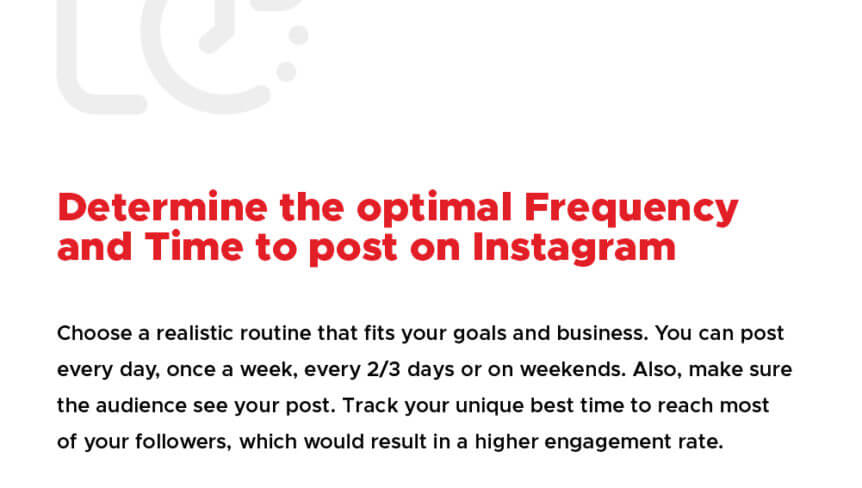 Determine the optimal Frequency
and Time to post on Instagram
Choose a realistic routine that fits your goals and business. You can post
every day, once a week, every 2/3 days or on weekends. Also, make sure
the audience see your post. Track your unique best time to reach most
of your followers, which would result in a higher engagement rate.